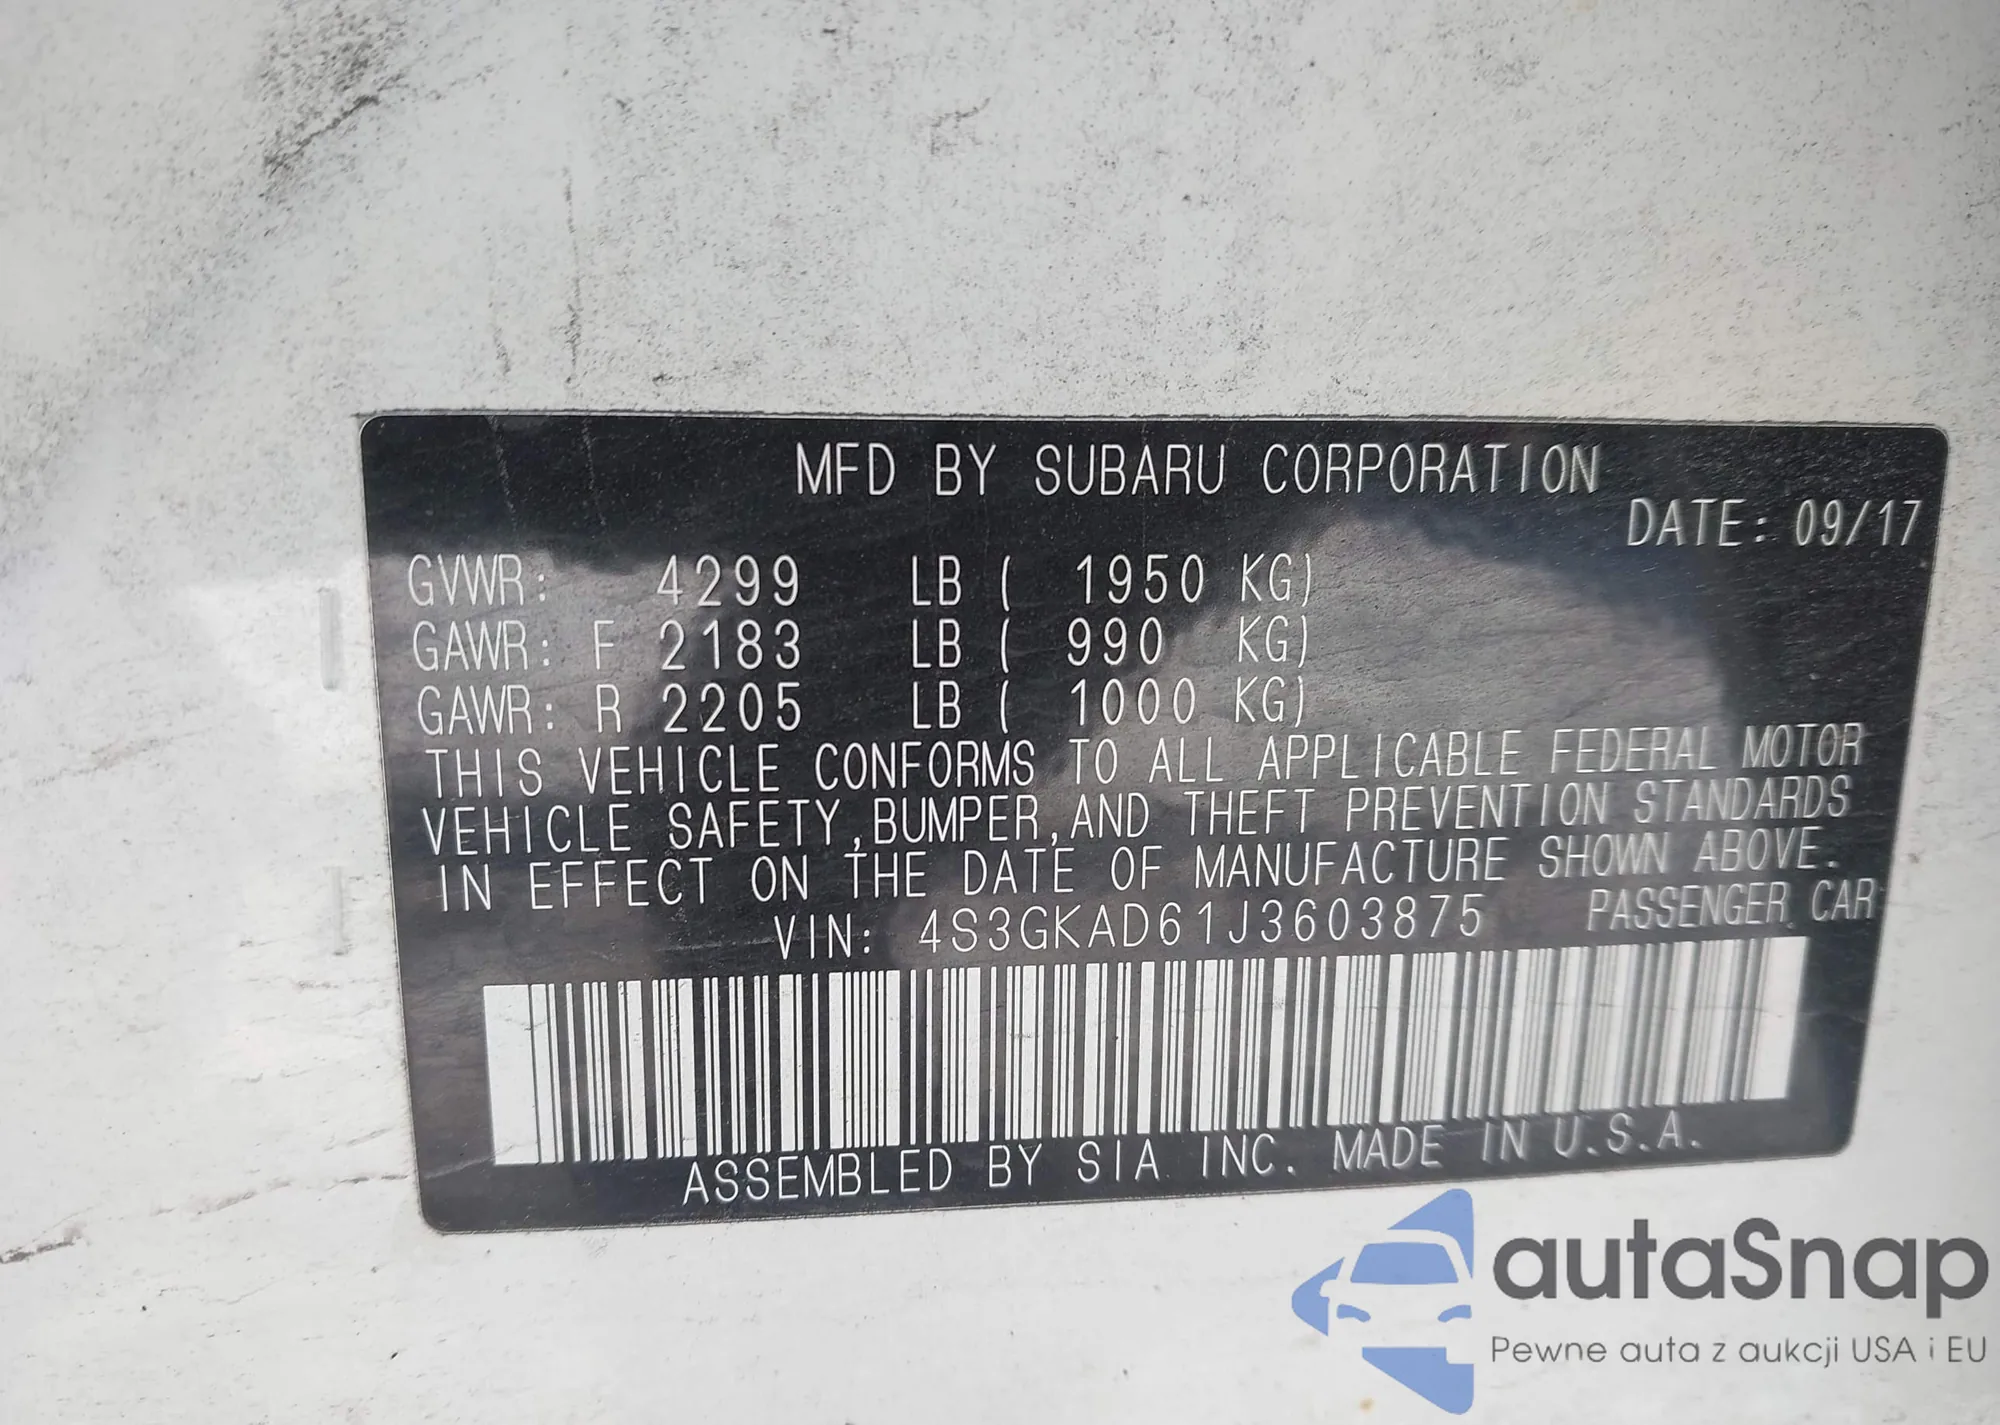 MFD BY SUBARU CORPORATION
DATE: 09/17
GVWR: 4299 LB ( 1950 KG)
GAWR: F 2183 LB ( 990 KG)
GAWR: R 2205 LB ( 1000 KG)
THIS VEHICLE CONFORMS TO ALL APPLICABLE FEDERAL MOTOR
VEHICLE SAFETY,BUMPER,AND THEFT PREVENTION STANDARDS
IN EFFECT ON THE DATE OF MANUFACTURE SHOWN ABOVE.
VIN: 4S3GKAD61J3603875 PASSENGER CAR
ASSEMBLED BY SIA INC. MADE IN U.S.A.
autaSnap
Pewne auta z aukcji USA i EU